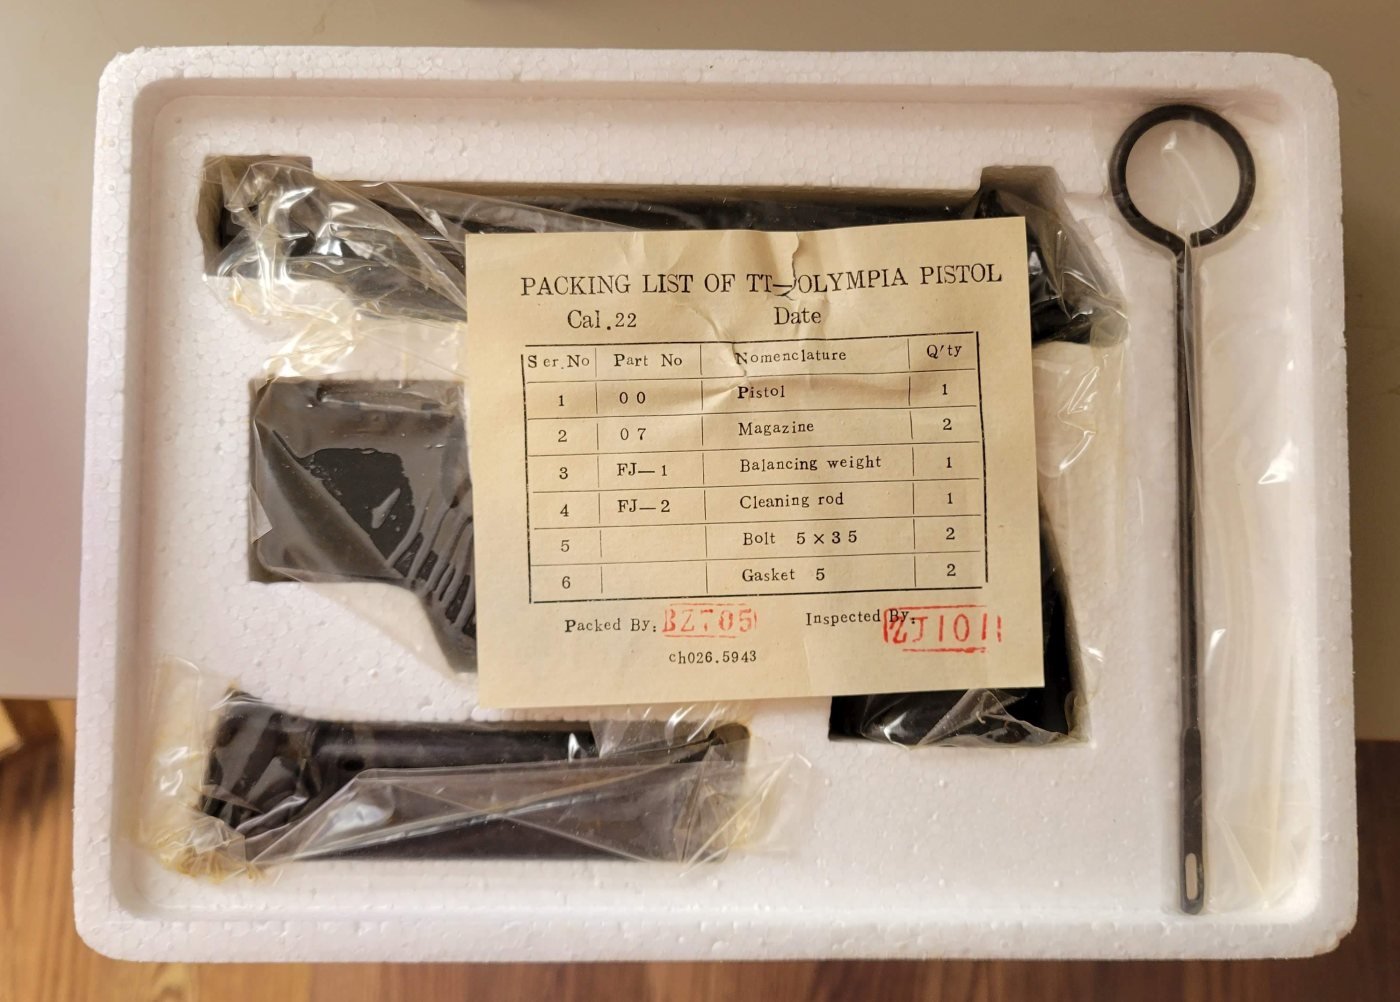 PACKING LIST OF TT—OLYMPIA PISTOL
Cal.22 Date
Ser.No Part No Nomenclature Q'ty
1 00 Pistol 1
2 07 Magazine 2
3 FJ—1 Balancing weight 1
4 FJ—2 Cleaning rod 1
5 Bolt 5×35 2
6 Gasket 5 2
Packed By: BZ705 Inspected By: ZJ101
ch026.5943